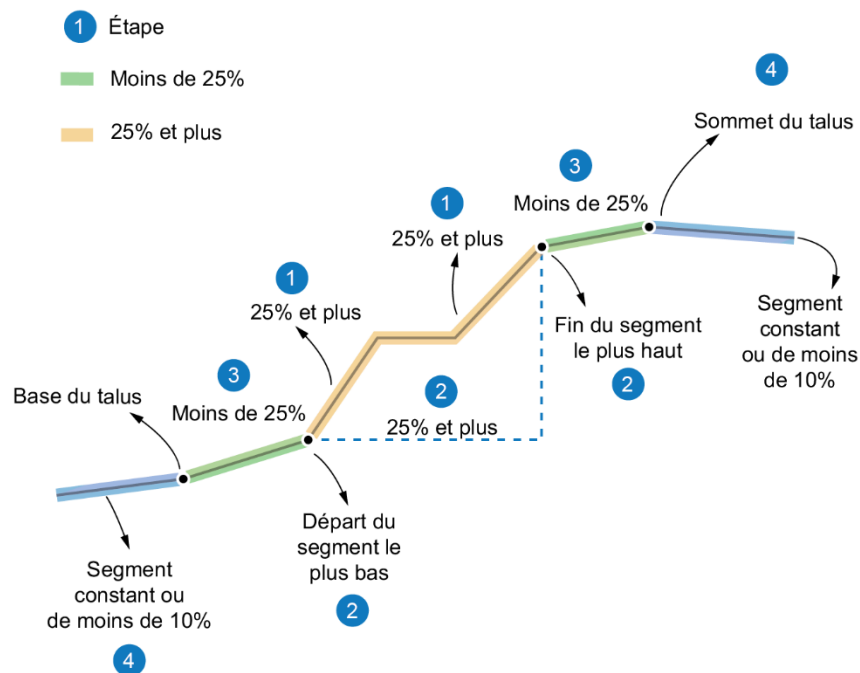 1 Étape
Moins de 25%
25% et plus
4
Sommet du talus
3
Moins de 25%
1
25% et plus
1
25% et plus
Fin du segment
le plus haut
2
Segment
constant
ou de moins
de 10%
3
Moins de 25%
2
25% et plus
Base du talus
Départ du
segment le
plus bas
2
Segment
constant ou
de moins de 10%
4